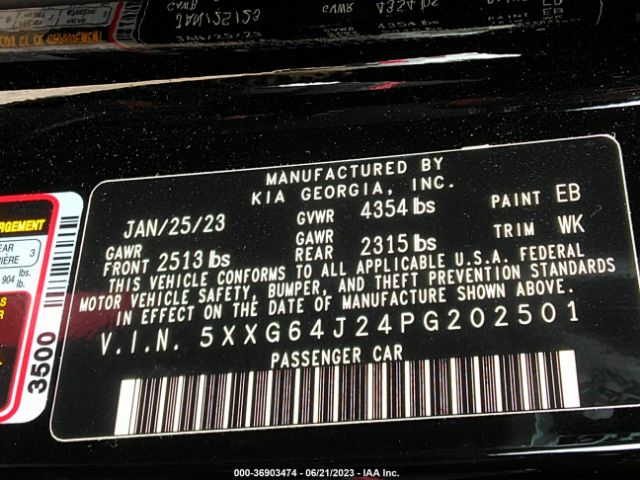 MANUFACTURED BY
KIA GEORGIA, INC.
JAN/25/23 GVWR 4354 lbs PAINT EB
GAWR FRONT 2513 lbs GAWR REAR 2315 lbs TRIM WK
THIS VEHICLE CONFORMS TO ALL APPLICABLE U.S.A. FEDERAL
MOTOR VEHICLE SAFETY, BUMPER, AND THEFT PREVENTION STANDARDS
IN EFFECT ON THE DATE OF MANUFACTURE SHOWN ABOVE.
V.I.N. 5XXG64J24PG202501
PASSENGER CAR
3
904 lbs.
3500
000-36903474 - 06/21/2023 - IAA Inc.